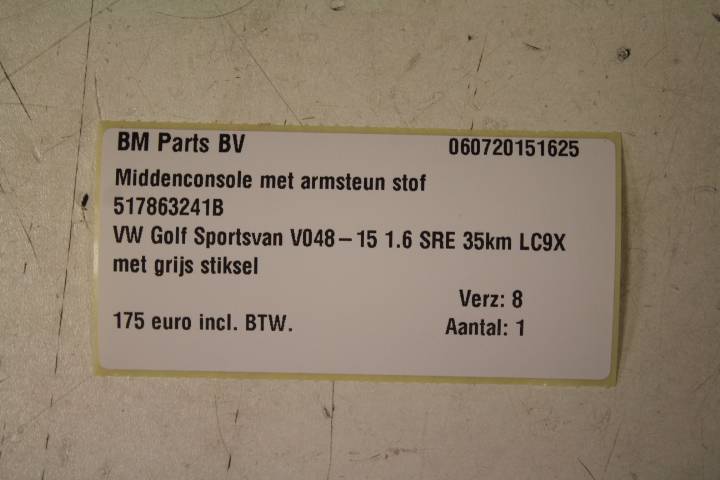 BM Parts BV 060720151625
Middenconsole met armsteun stof
517863241B
VW Golf Sportsvan V048-15 1.6 SRE 35km LC9X
met grijs stiksel
Verz: 8
175 euro incl. BTW. Aantal: 1